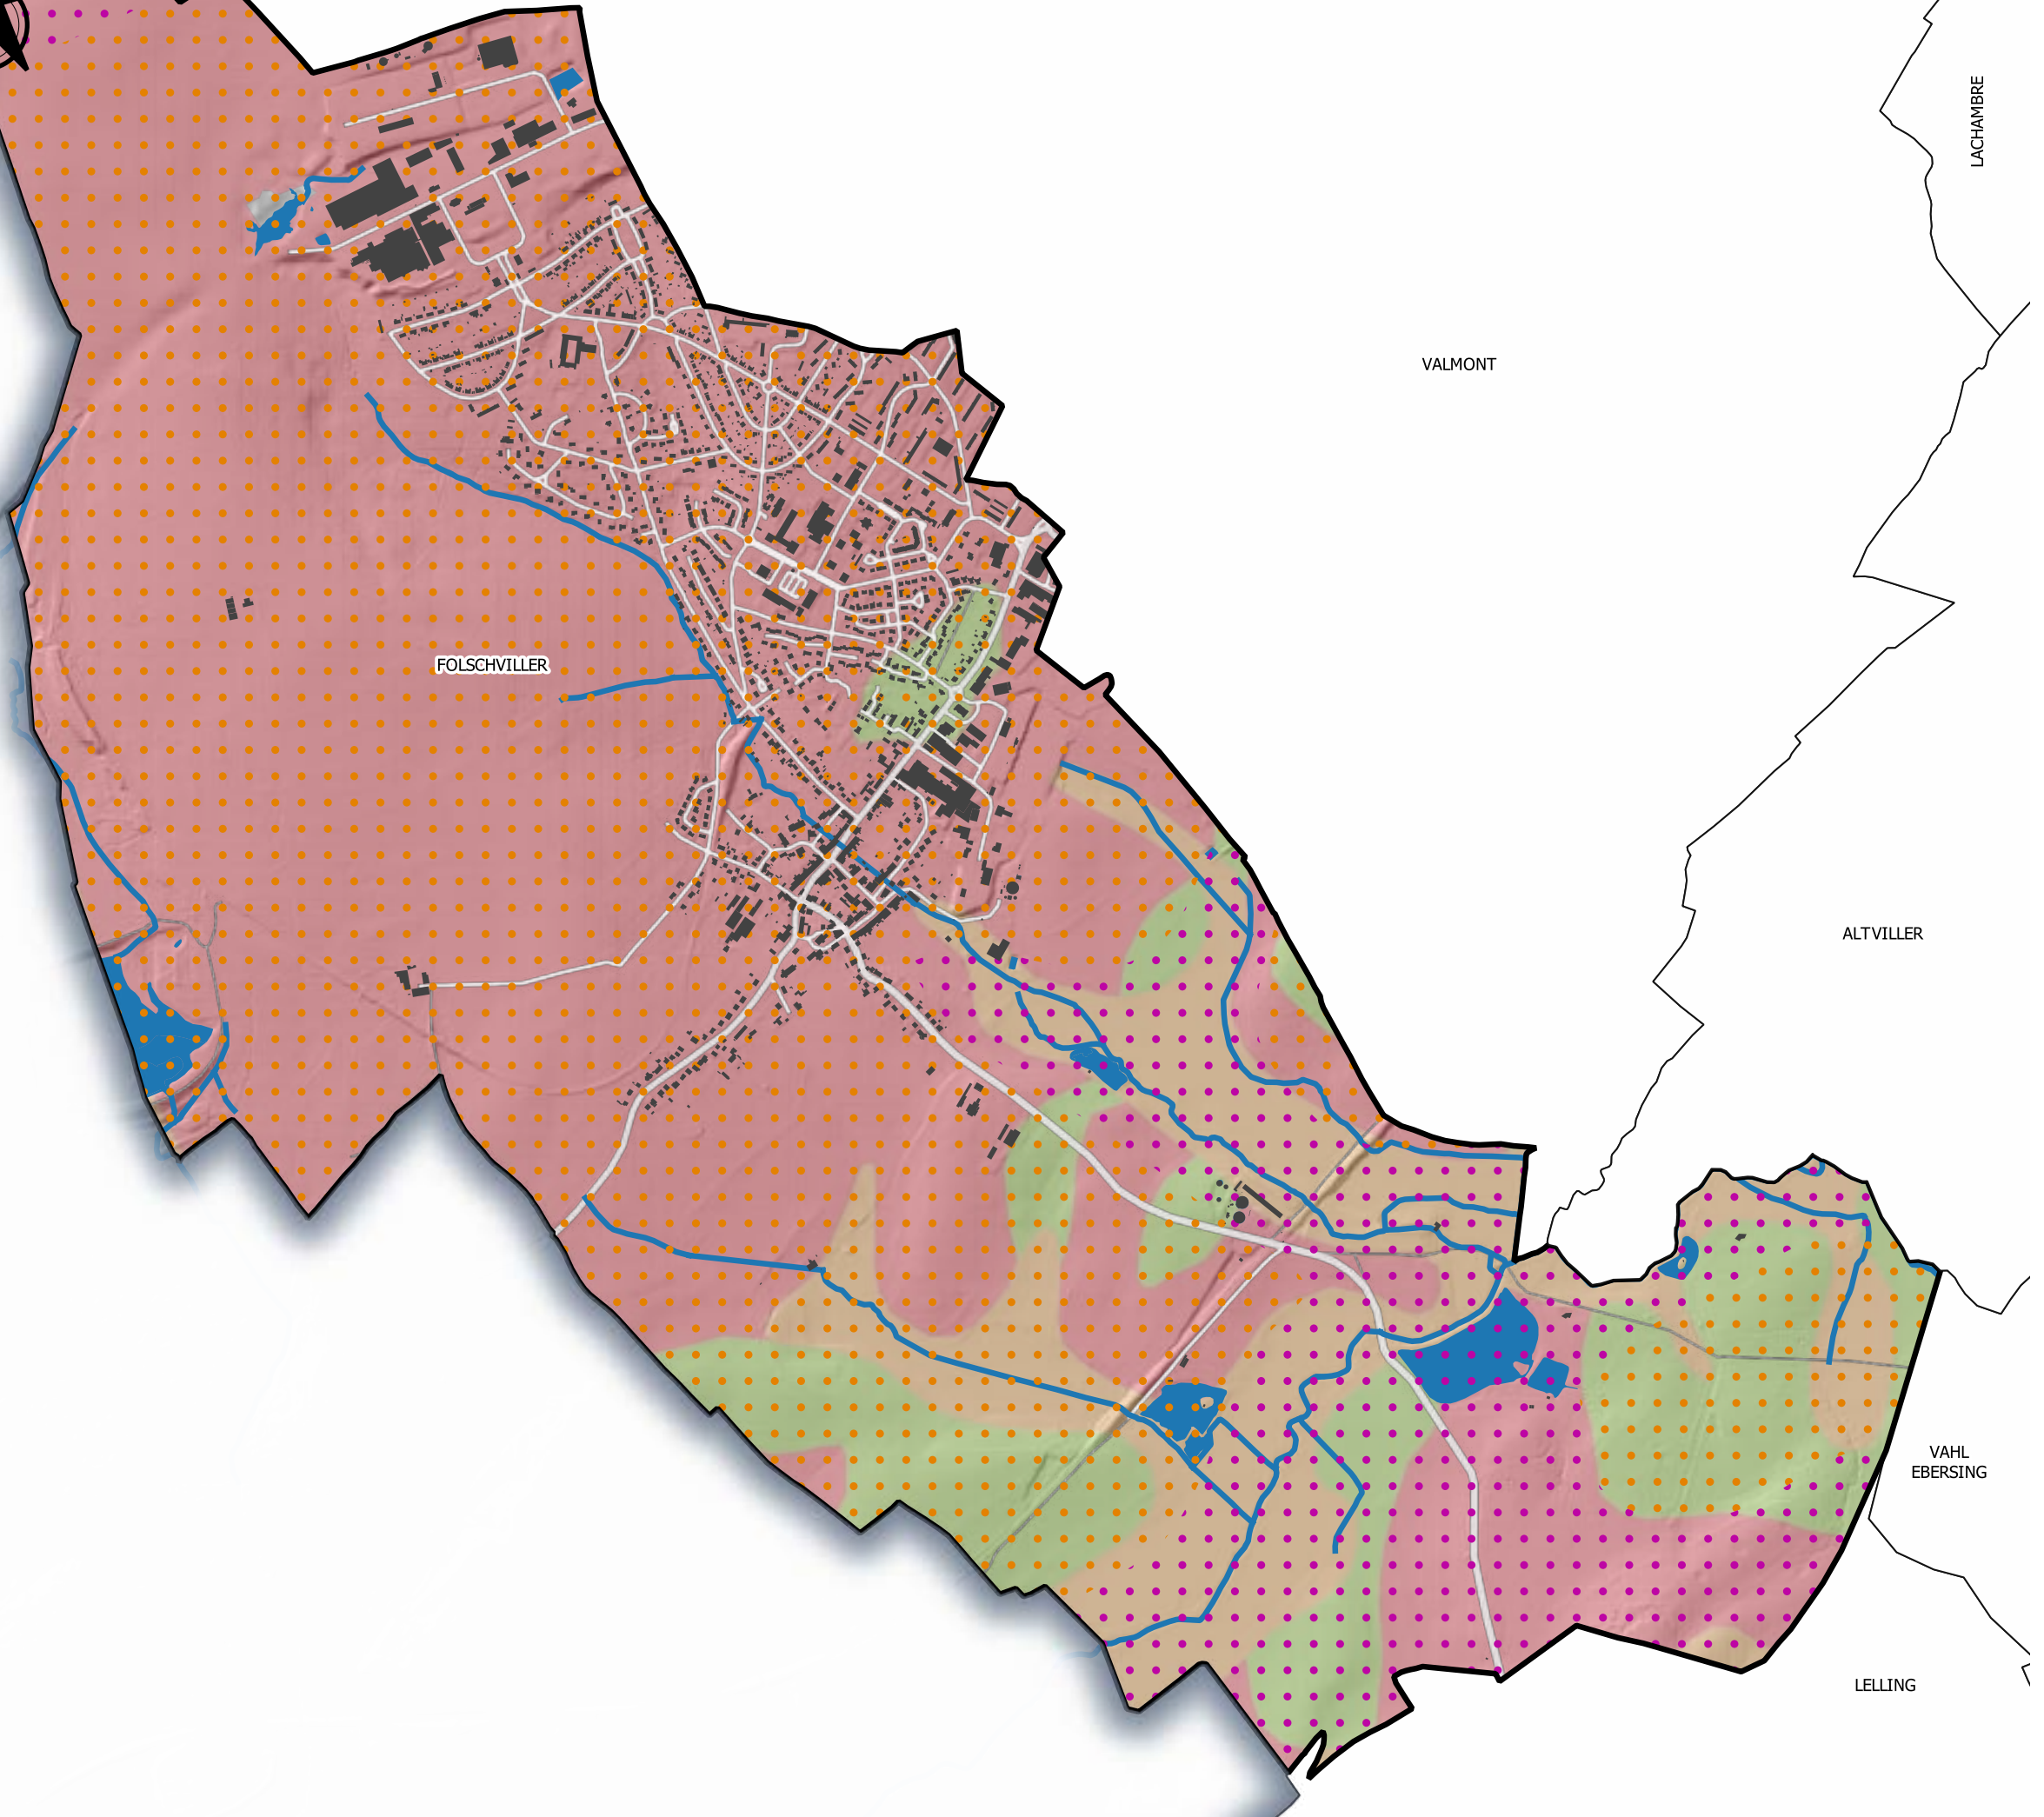 LACHAMBRE
VALMONT
FOLSCHVILLER
ALTVILLER
VAHL
EBERSING
LELLING